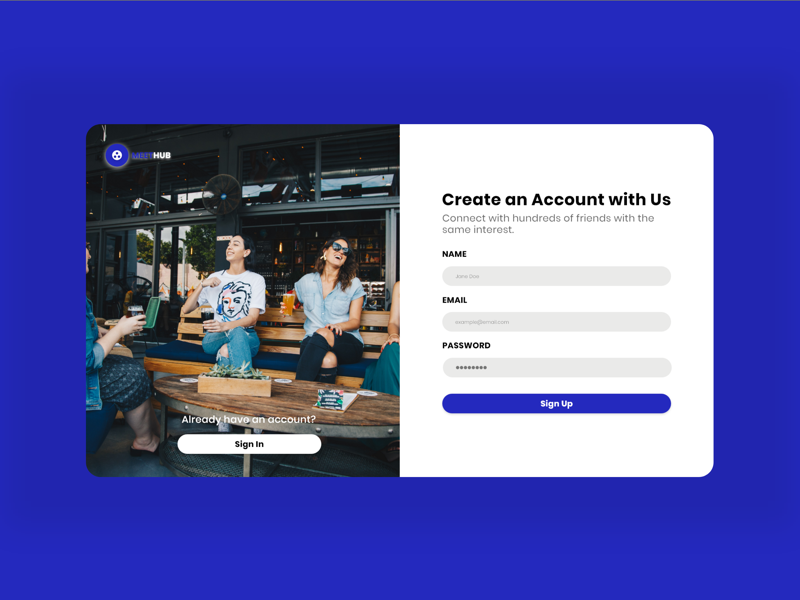 HUB
Already have an account?
Sign In
Create an Account with Us
Connect with hundreds of friends with the
same interest.
NAME
Jane Doe
EMAIL
example@email.com
PASSWORD
Sign Up